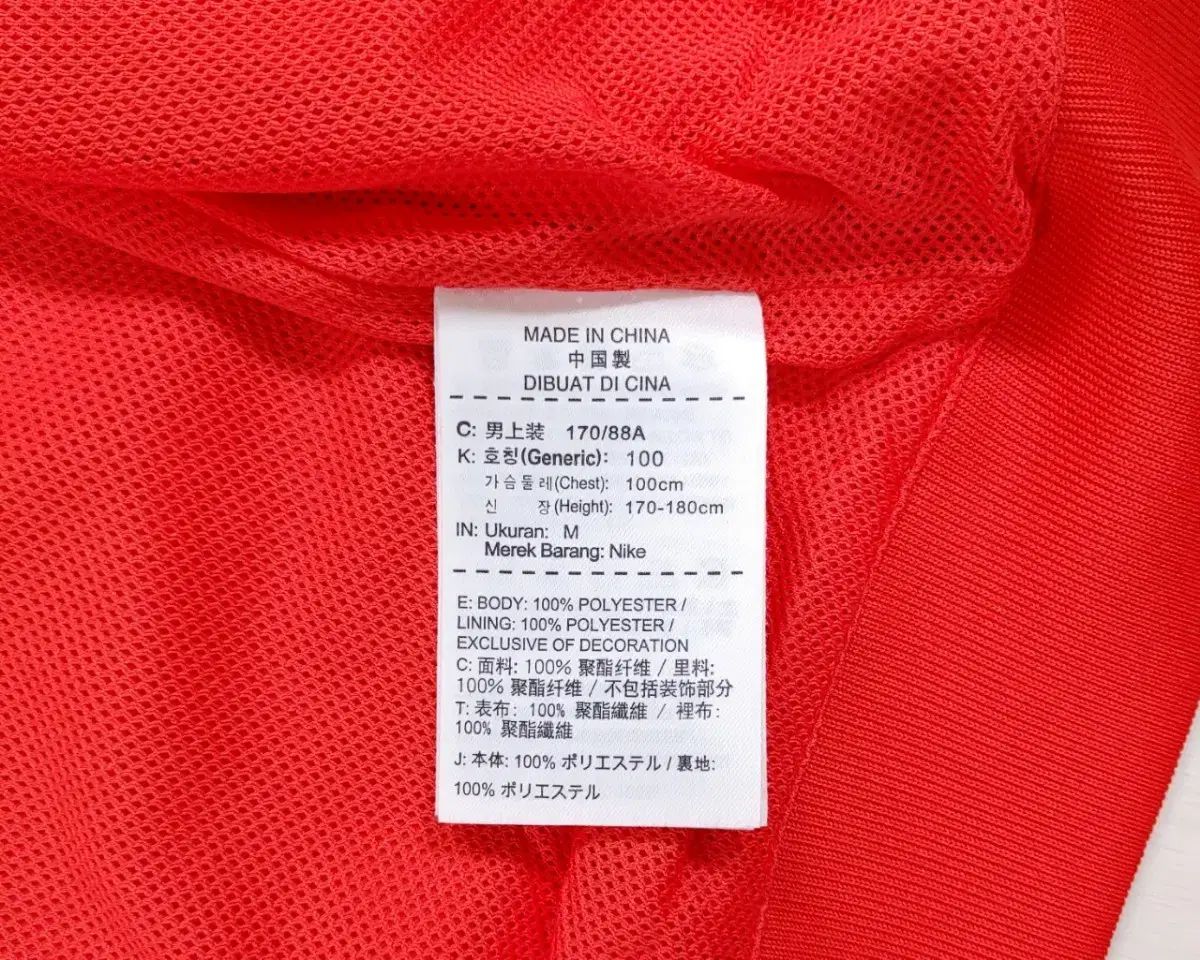 MADE IN CHINA
中国製
DIBUAT DI CINA
C: 男上装 170/88A
K: 호칭(Generic): 100
가슴둘레(Chest): 100cm
신 장(Height): 170-180cm
IN: Ukuran: M
Merek Barang: Nike
E: BODY: 100% POLYESTER /
LINING: 100% POLYESTER /
EXCLUSIVE OF DECORATION
C: 面料: 100% 聚酯纤维 / 里料:
100% 聚酯纤维 / 不包括装饰部分
T: 表布: 100% 聚酯纖維 / 裡布:
100% 聚酯纖維
J: 本体: 100% ポリエステル / 裏地:
100% ポリエステル